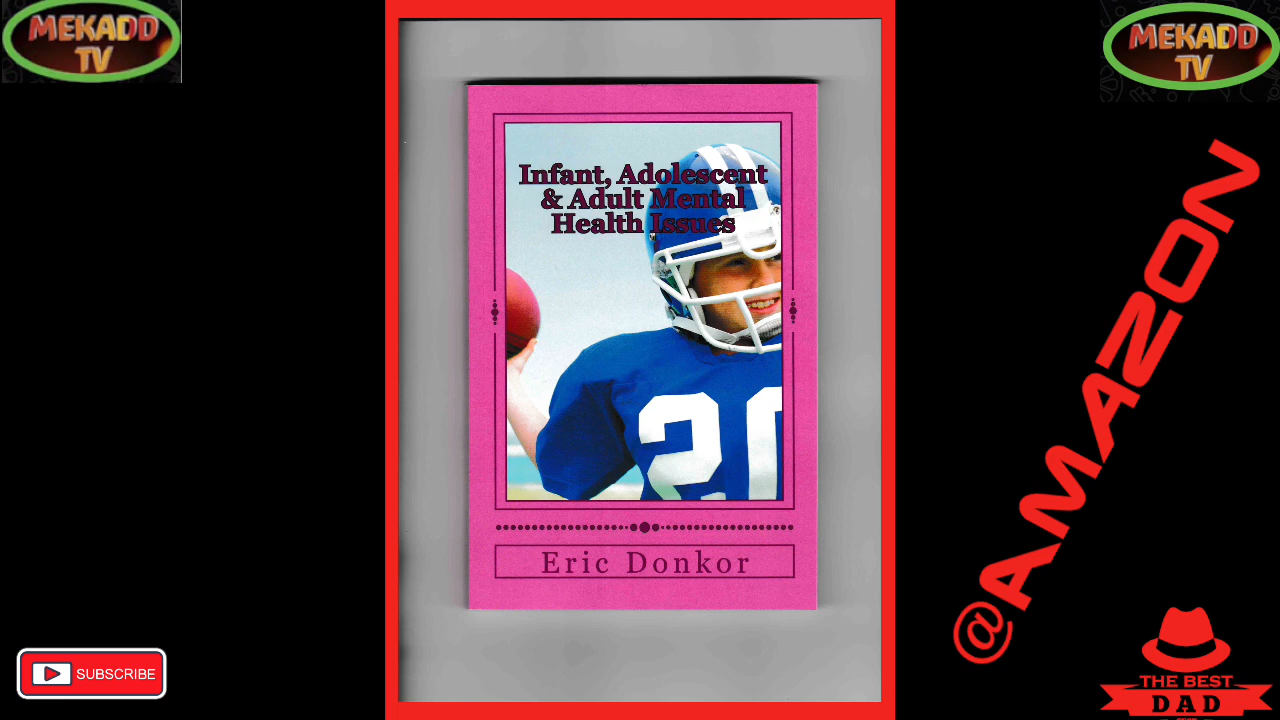 MEKADD
TV
MEKADD
TV
Infant, Adolescent
& Adult Mental
Health Issues
20
Eric Donkor
@AMAZON
SUBSCRIBE
THE BEST
DAD